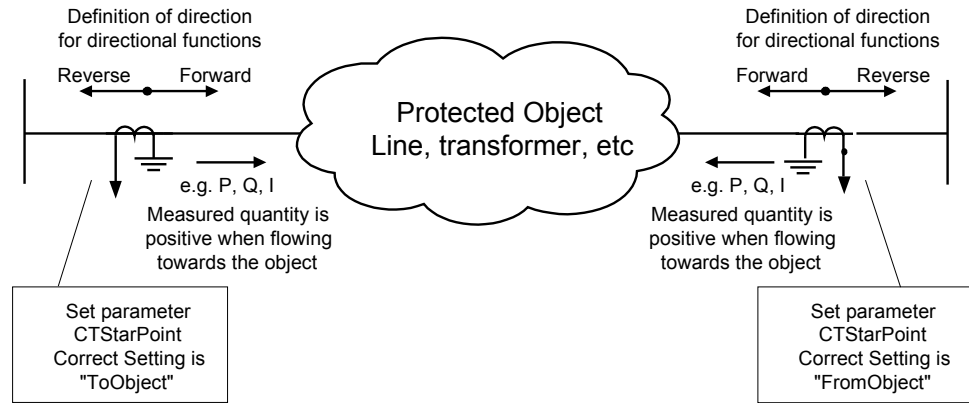 Definition of direction
for directional functions
Reverse
Forward
Definition of direction
for directional functions
Forward
Reverse
Protected Object
Line, transformer, etc
e.g. P, Q, I
Measured quantity is
positive when flowing
towards the object
e.g. P, Q, I
Measured quantity is
positive when flowing
towards the object
Set parameter
CTStarPoint
Correct Setting is
"ToObject"
Set parameter
CTStarPoint
Correct Setting is
"FromObject"